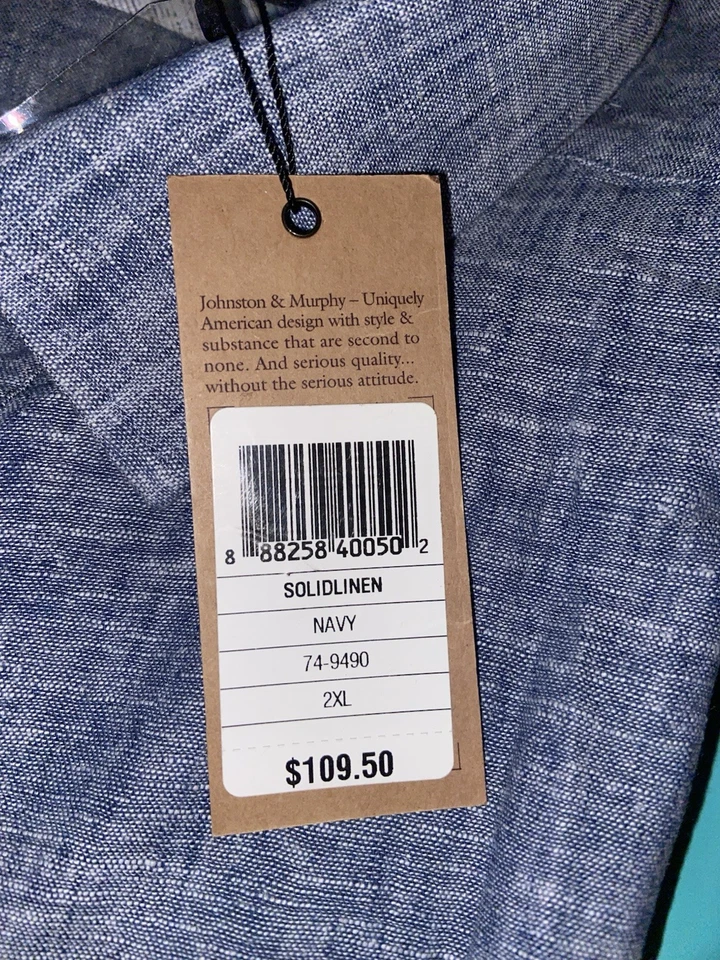 Johnston & Murphy – Uniquely
American design with style &
substance that are second to
none. And serious quality...
without the serious attitude.
8 88258 40050 2
SOLIDLINEN
NAVY
74-9490
2XL
$109.50